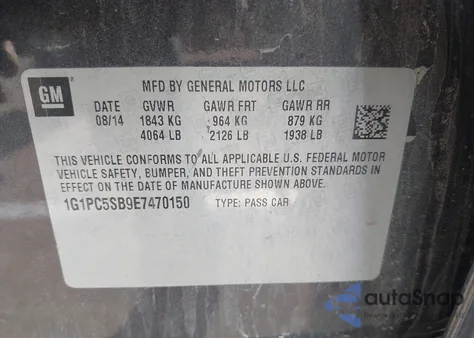 GM
MFD BY GENERAL MOTORS LLC
DATE GVWR GAWR FRT GAWR RR
08/14 1843 KG 964 KG 879 KG
4064 LB 2126 LB 1938 LB
THIS VEHICLE CONFORMS TO ALL APPLICABLE U.S. FEDERAL MOTOR
VEHICLE SAFETY, BUMPER, AND THEFT PREVENTION STANDARDS
IN EFFECT ON THE DATE OF MANUFACTURE SHOWN ABOVE.
1G1PC5SB9E7470150 TYPE: PASS CAR
autoSnap